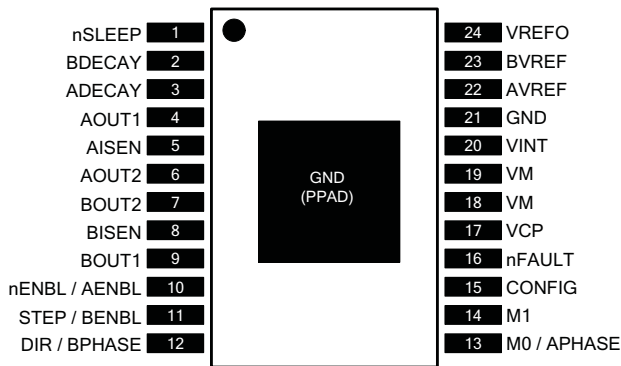 nSLEEP 1
BDECAY 2
ADECAY 3
AOUT1 4
AISEN 5
AOUT2 6
BOUT2 7
BISEN 8
BOUT1 9
nENBL / AENBL 10
STEP / BENBL 11
DIR / BPHASE 12
GND
(PPAD)
24 VREFO
23 BVREF
22 AVREF
21 GND
20 VINT
19 VM
18 VM
17 VCP
16 nFAULT
15 CONFIG
14 M1
13 M0 / APHASE